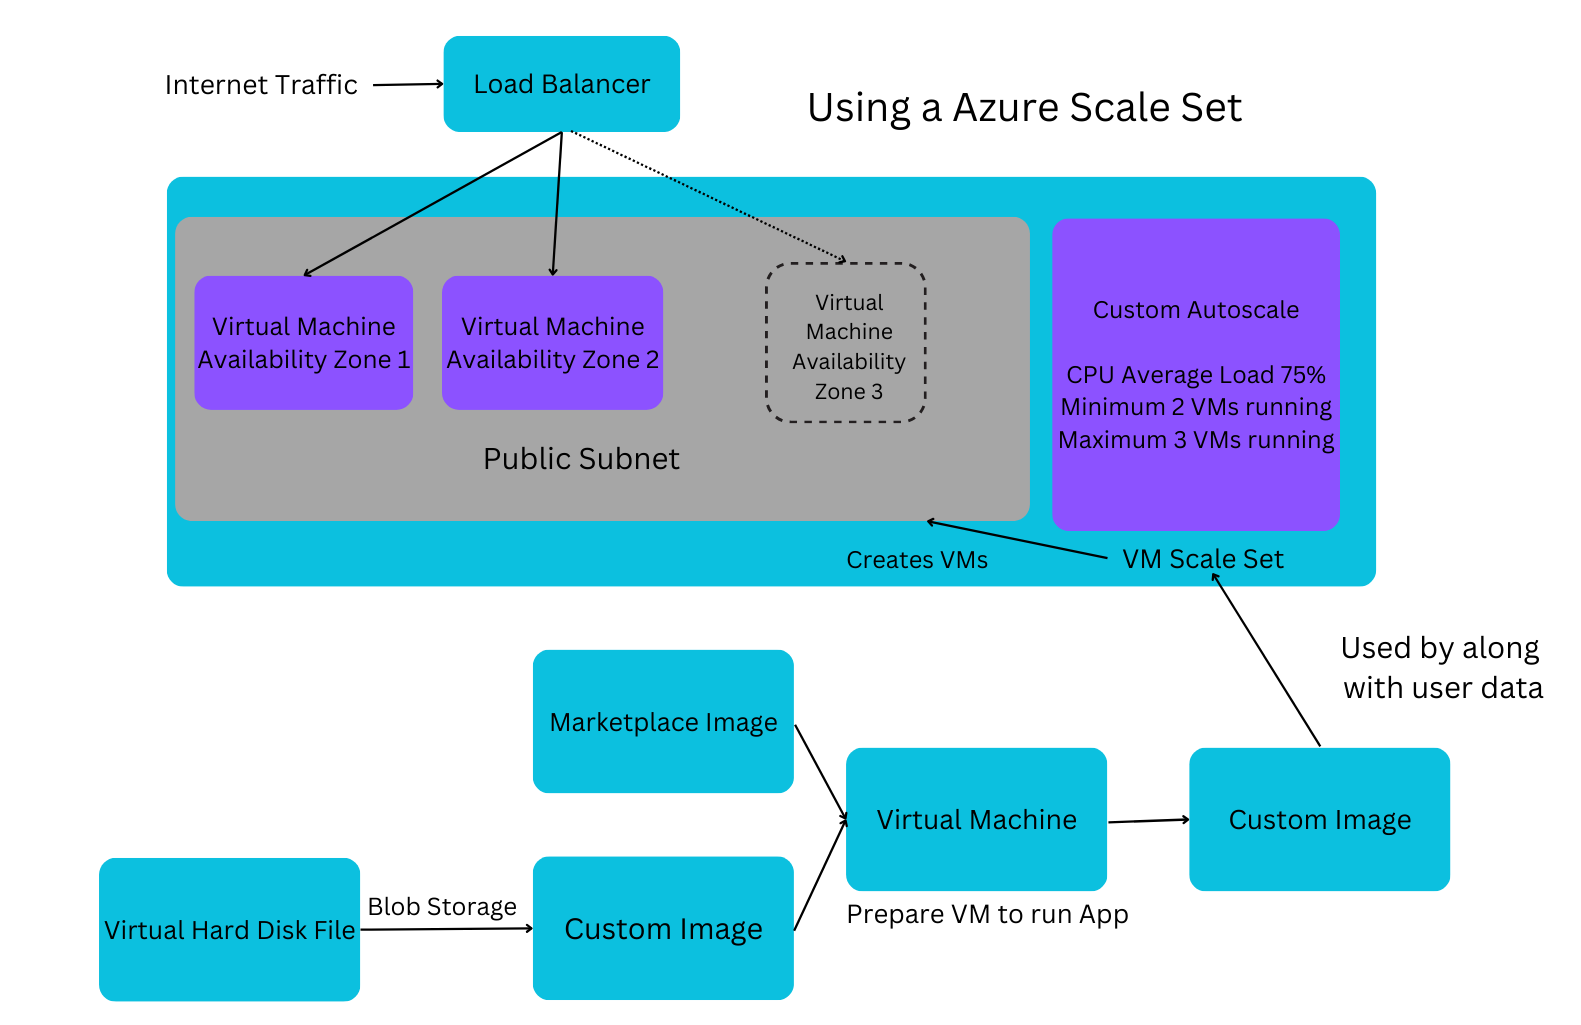 Internet Traffic
Load Balancer
Using a Azure Scale Set
Virtual Machine
Availability Zone 1
Virtual Machine
Availability Zone 2
Virtual
Machine
Availability
Zone 3
Public Subnet
Custom Autoscale
CPU Average Load 75%
Minimum 2 VMs running
Maximum 3 VMs running
Creates VMs
VM Scale Set
Used by along
with user data
Marketplace Image
Virtual Machine
Custom Image
Prepare VM to run App
Virtual Hard Disk File
Blob Storage
Custom Image